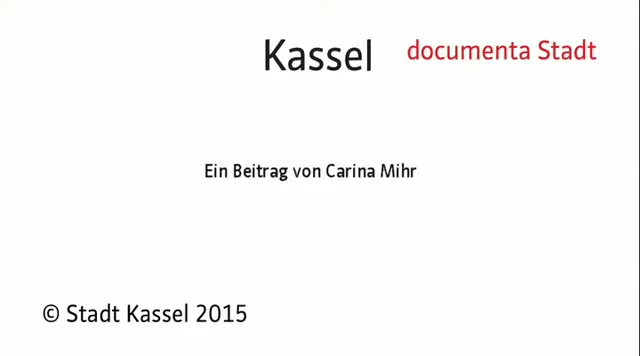 Kassel documenta Stadt
Ein Beitrag von Carina Mihr
© Stadt Kassel 2015